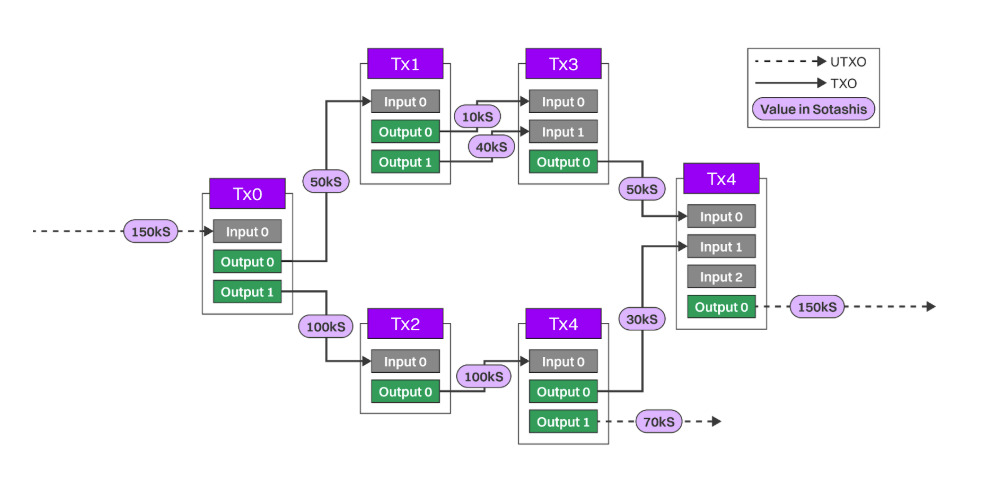 Tx1
Input 0
Output 0
Output 1
10kS
40kS
Tx3
Input 0
Input 1
Output 0
UTXO
TXO
Value in Sotashis
50kS
50kS
Tx0
150kS
Input 0
Output 0
Output 1
100kS
Tx4
Input 0
Input 1
Input 2
Output 0
150kS
30kS
Tx2
Input 0
Output 0
100kS
Tx4
Input 0
Output 0
Output 1
70kS